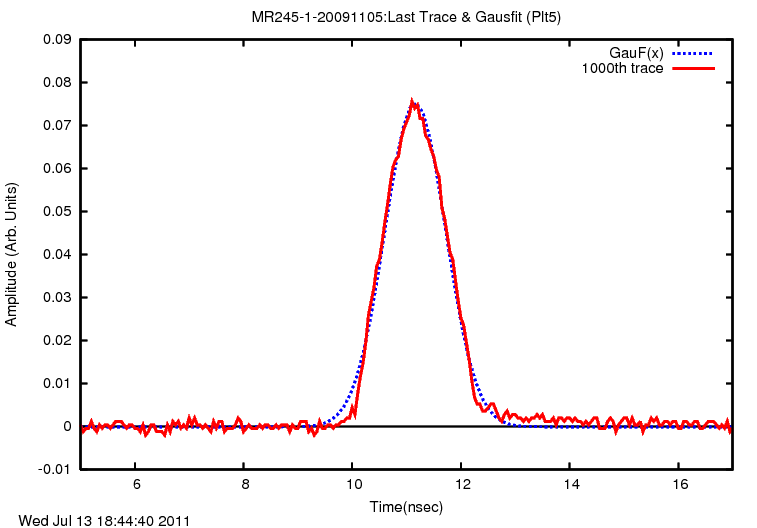 MR245-1-20091105:Last Trace & Gausfit (Plt5)
GauF(x)
1000th trace
0.09
0.08
0.07
0.06
0.05
0.04
0.03
0.02
0.01
0
-0.01
Amplitude (Arb. Units)
6 8 10 12 14 16
Time(nsec)
Wed Jul 13 18:44:40 2011